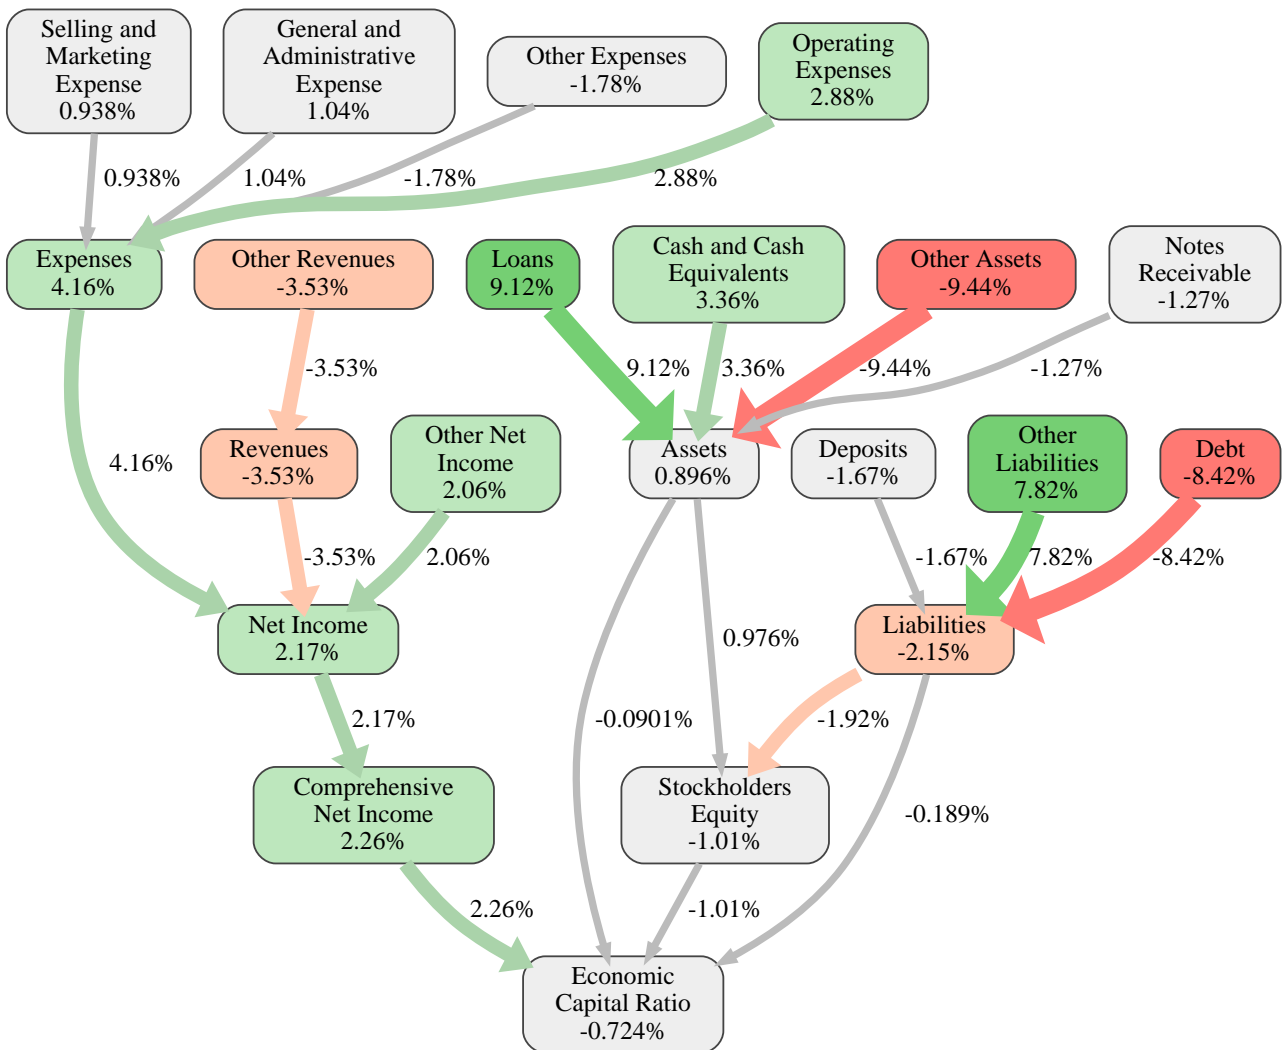 Selling and
Marketing
Expense
0.938%
General and
Administrative
Expense
1.04%
Other Expenses
-1.78%
Operating
Expenses
2.88%
0.938%
1.04%
-1.78%
2.88%
Expenses
4.16%
Other Revenues
-3.53%
Loans
9.12%
Cash and Cash
Equivalents
3.36%
Other Assets
-9.44%
Notes
Receivable
-1.27%
-3.53%
9.12%
3.36%
-9.44%
-1.27%
4.16%
Revenues
-3.53%
Other Net
Income
2.06%
Assets
0.896%
Deposits
-1.67%
Other
Liabilities
7.82%
Debt
-8.42%
-3.53%
2.06%
-1.67%
7.82%
-8.42%
Net Income
2.17%
0.976%
Liabilities
-2.15%
2.17%
-0.0901%
-1.92%
Comprehensive
Net Income
2.26%
Stockholders
Equity
-1.01%
-0.189%
2.26%
-1.01%
Economic
Capital Ratio
-0.724%